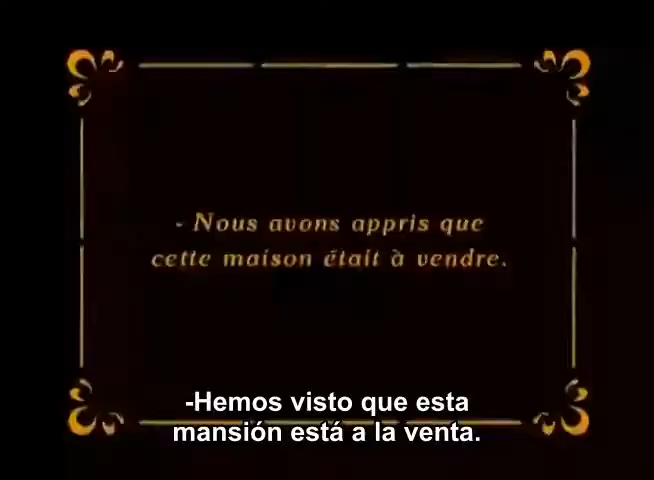 - Nous avons appris que
cette maison était à vendre.
-Hemos visto que esta
mansión está a la venta.